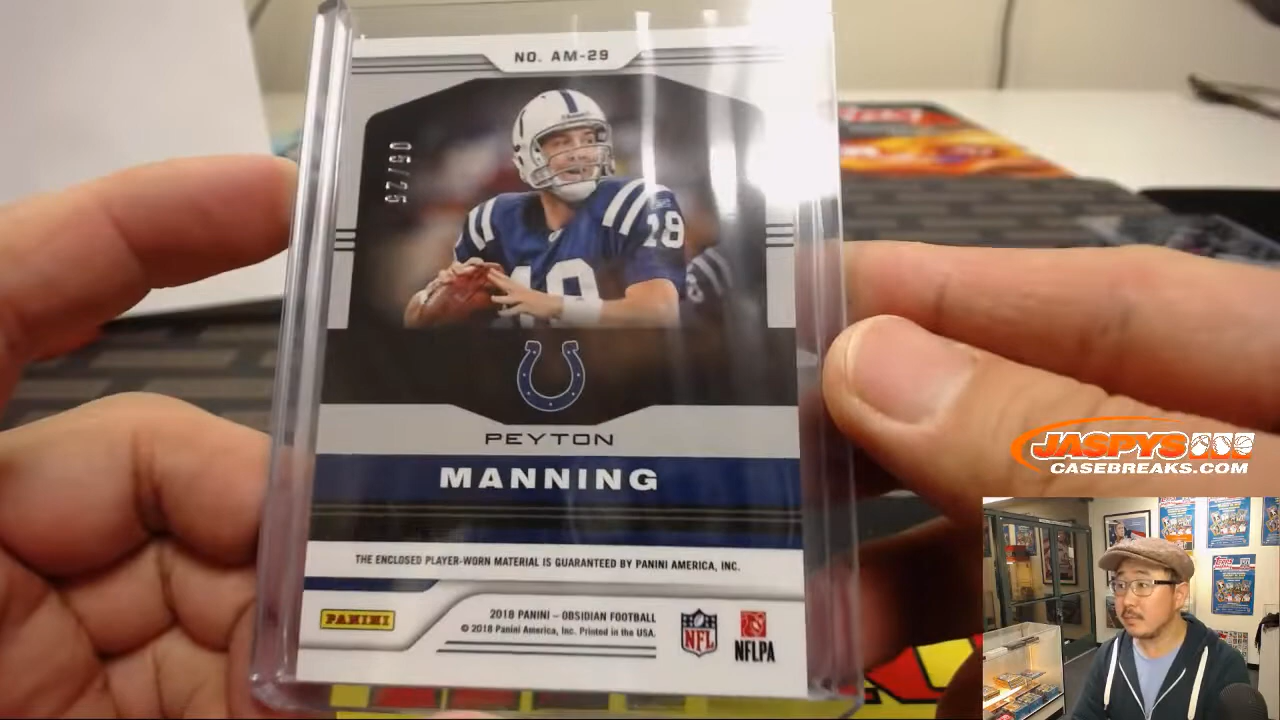 NO. AM-29
05/25
18
18
PEYTON
MANNING
THE ENCLOSED PLAYER-WORN MATERIAL IS GUARANTEED BY PANINI AMERICA, INC.
PANINI
2018 PANINI – OBSIDIAN FOOTBALL
© 2018 Panini America, Inc. Printed in the USA.
NFL
NFLPA
JASPYS
CASEBREAKS.COM